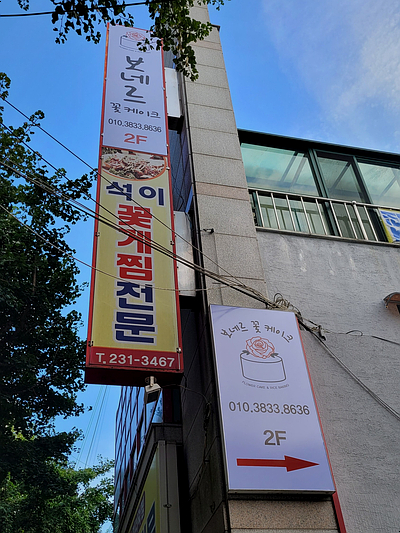 보네르
꽃케이크
010.3833.8636
2F
석이
꽃게찜
전문
T. 231-3467
보네르 꽃 케이크
010.3833.8636
2F